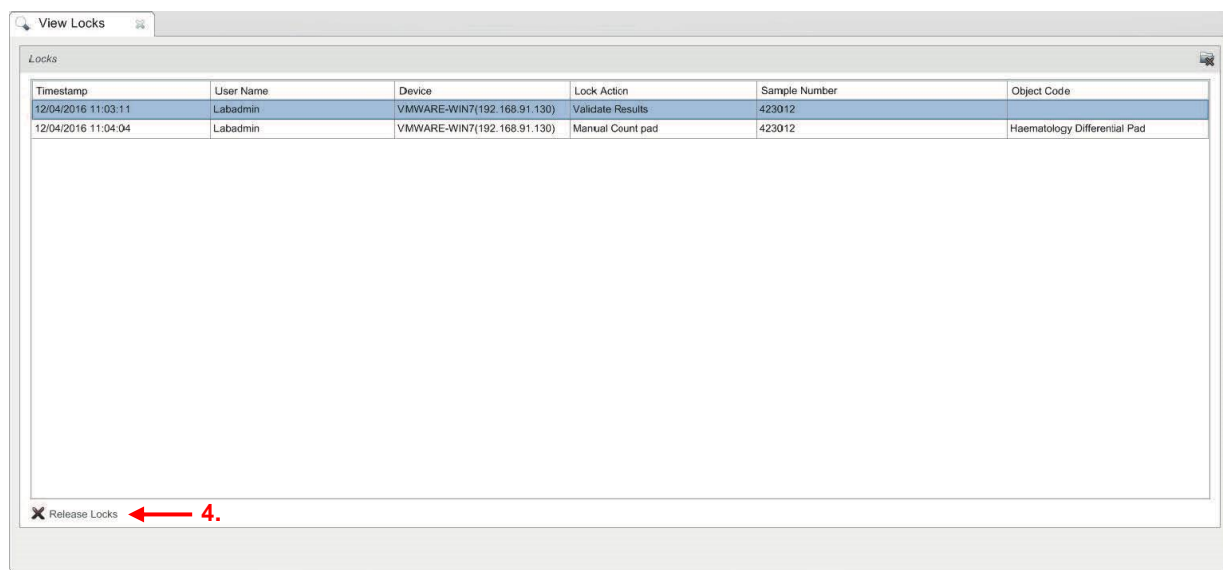 View Locks
Locks
Timestamp User Name Device Lock Action Sample Number Object Code
12/04/2016 11:03:11 Labadmin VMWARE-WIN7(192.168.91.130) Validate Results 423012
12/04/2016 11:04:04 Labadmin VMWARE-WIN7(192.168.91.130) Manual Count pad 423012 Haematology Differential Pad
Release Locks 4.